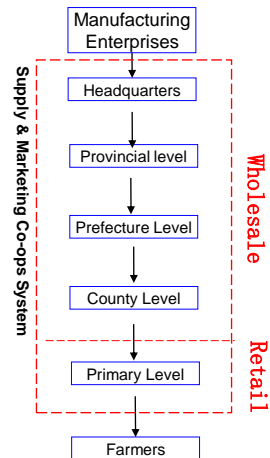 Manufacturing
Enterprises
Headquarters
Provincial level
Prefecture Level
County Level
Primary Level
Farmers
Supply & Marketing Co-ops System
Wholesale
Retail